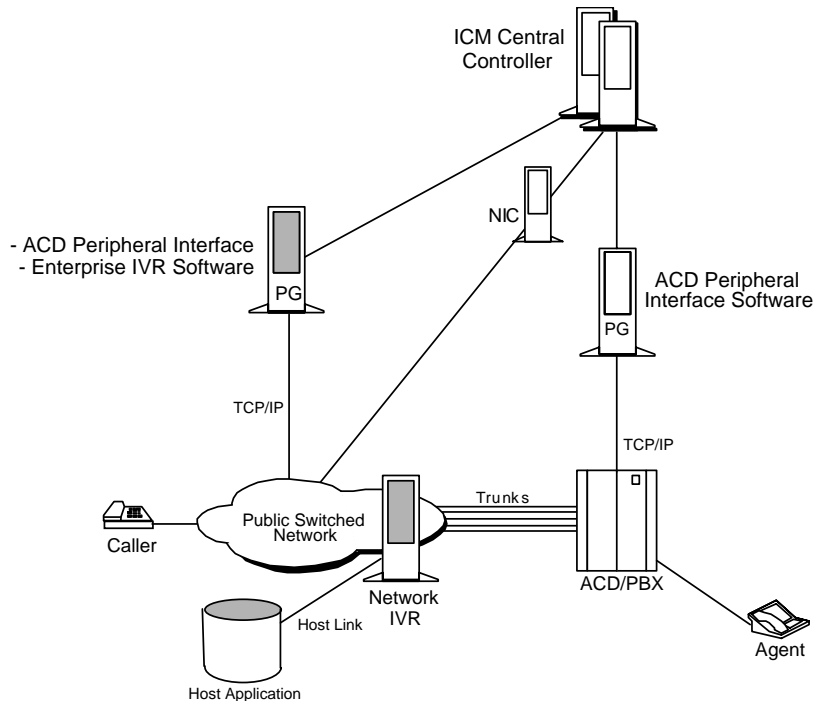 ICM Central
Controller
NIC
- ACD Peripheral Interface
- Enterprise IVR Software
PG
ACD Peripheral
Interface Software
PG
TCP/IP
TCP/IP
Trunks
Public Switched
Network
Caller
Network
IVR
ACD/PBX
Host Link
Agent
Host Application